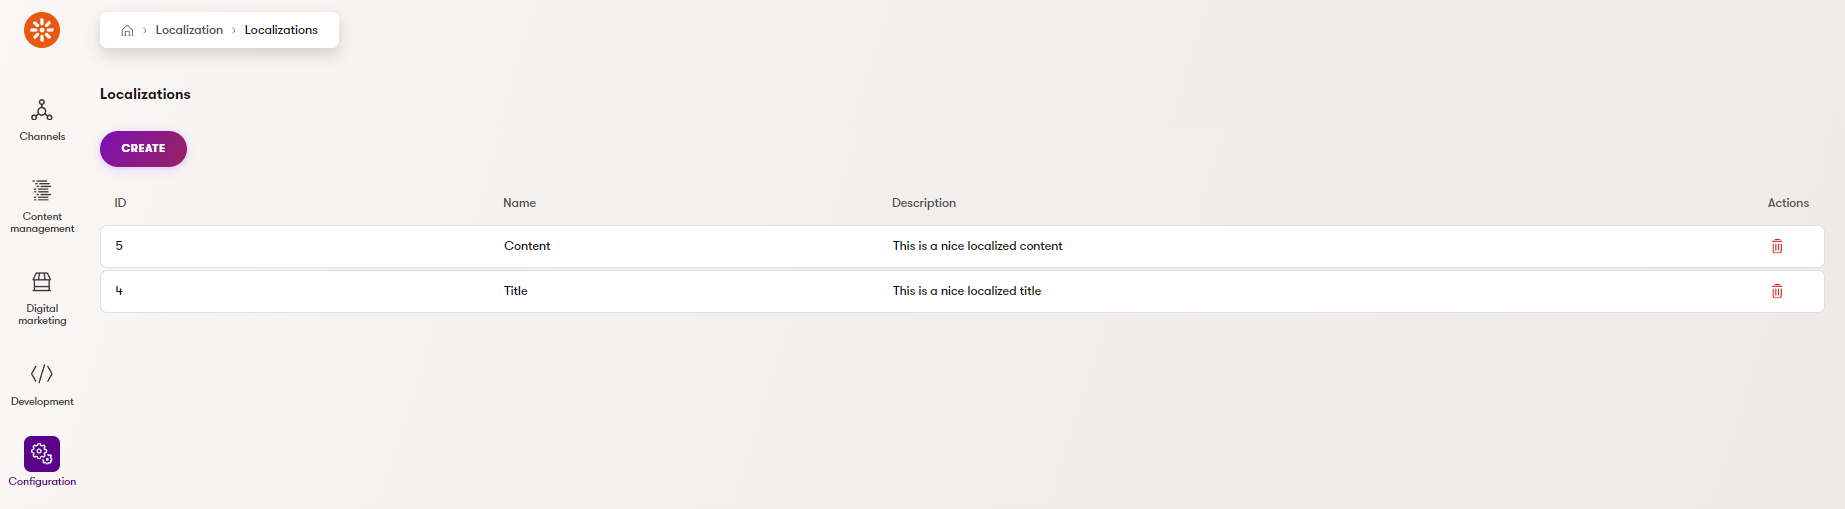 Localization › Localizations
Channels
Content
management
Digital
marketing
Development
Configuration
Localizations
CREATE
ID Name Description Actions
5 Content This is a nice localized content
4 Title This is a nice localized title